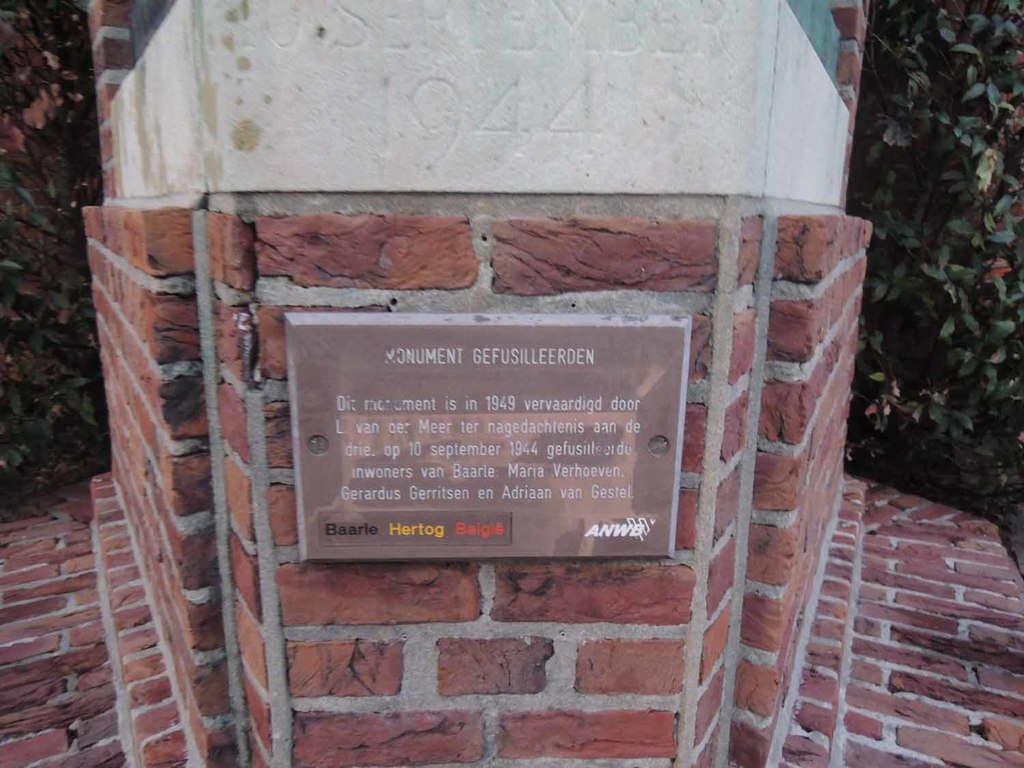 10 SEPTEMBER
1944
MONUMENT GEFUSILLEERDEN
Dit monument is in 1949 vervaardigd door
L. van der Meer ter nagedachtenis aan de
drie, op 10 september 1944 gefusilleerde
inwoners van Baarle: Maria Verhoeven,
Gerardus Gerritsen en Adriaan van Gestel.
Baarle Hertog België
ANWB